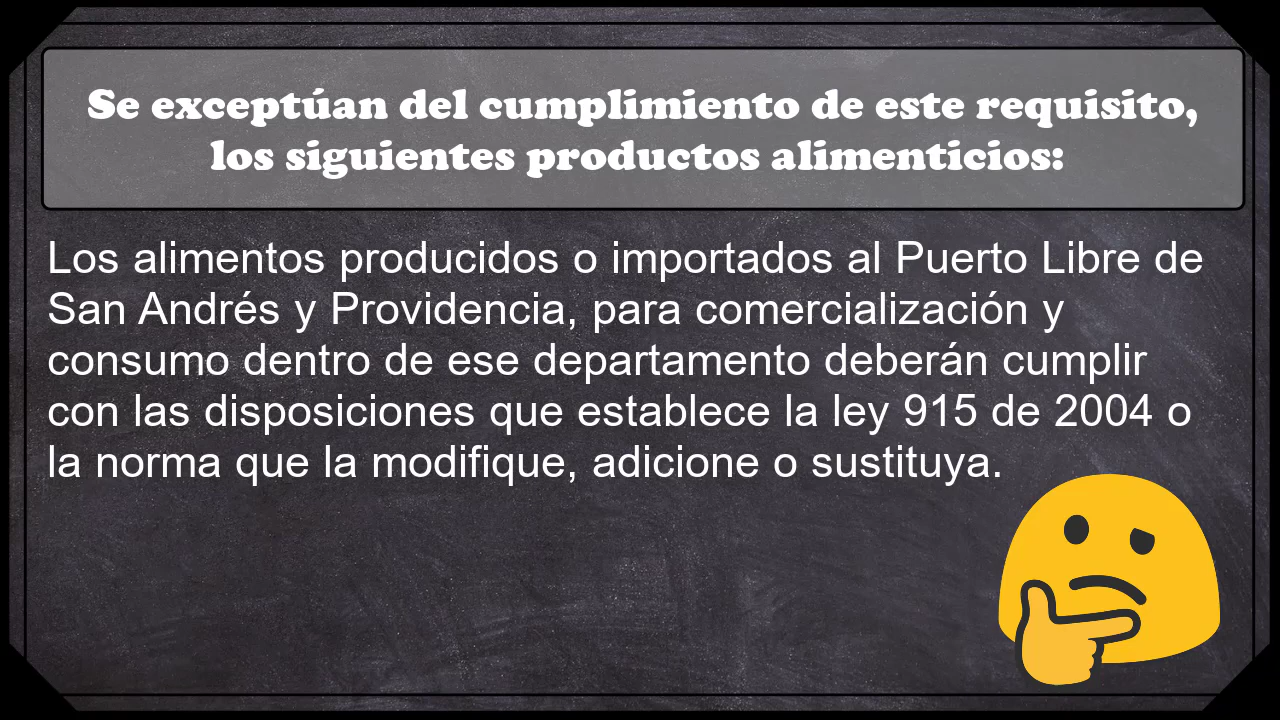 Se exceptúan del cumplimiento de este requisito,
los siguientes productos alimenticios:
Los alimentos producidos o importados al Puerto Libre de
San Andrés y Providencia, para comercialización y
consumo dentro de ese departamento deberán cumplir
con las disposiciones que establece la ley 915 de 2004 o
la norma que la modifique, adicione o sustituya.